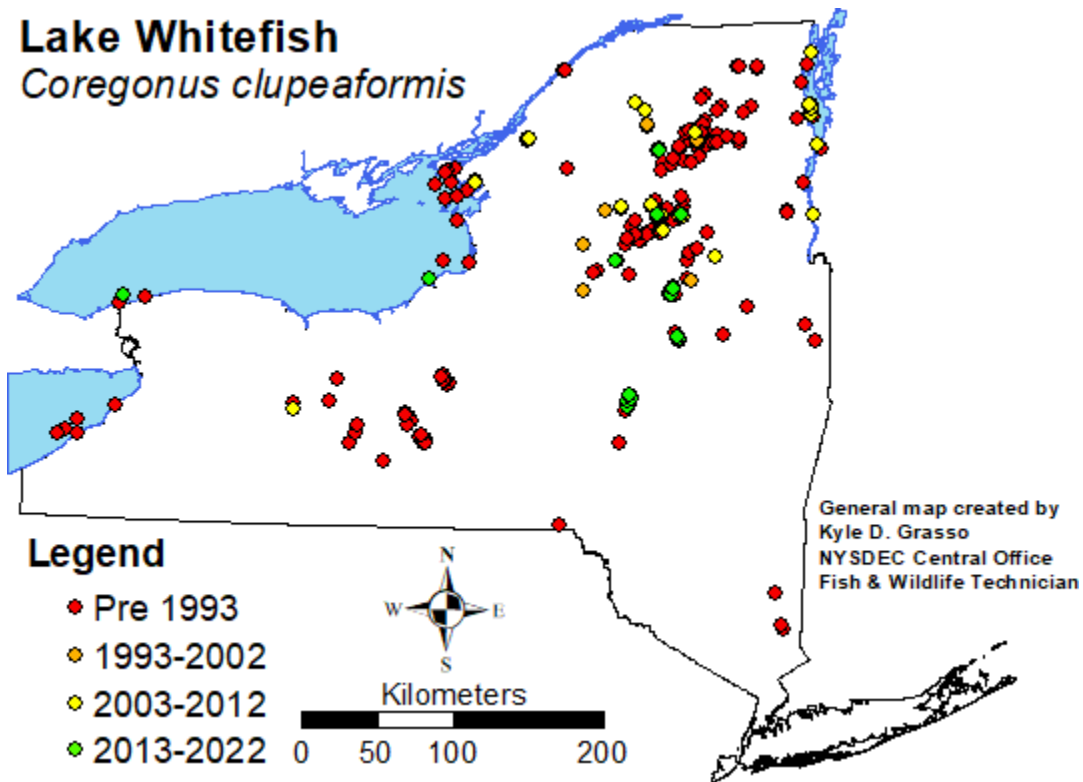 Lake Whitefish
Coregonus clupeaformis
General map created by
Kyle D. Grasso
NYSDEC Central Office
Fish & Wildlife Technician
Legend
Pre 1993
1993-2002
2003-2012
2013-2022
N
W E
S
Kilometers
0 50 100 200